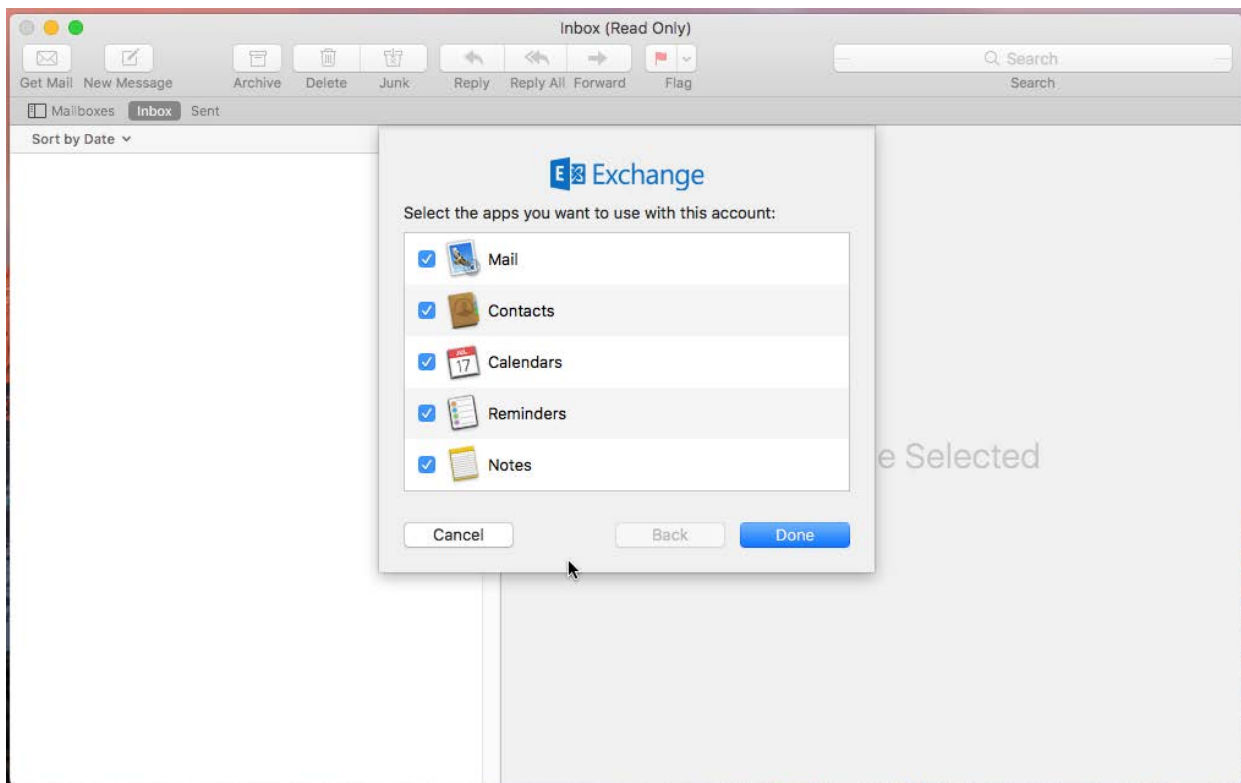 Inbox (Read Only)
Get Mail New Message Archive Delete Junk Reply Reply All Forward Flag Search
Search
Mailboxes Inbox Sent
Sort by Date
E Exchange
Select the apps you want to use with this account:
Mail
Contacts
JUL 17 Calendars
Reminders
Notes
e Selected
Cancel Back Done